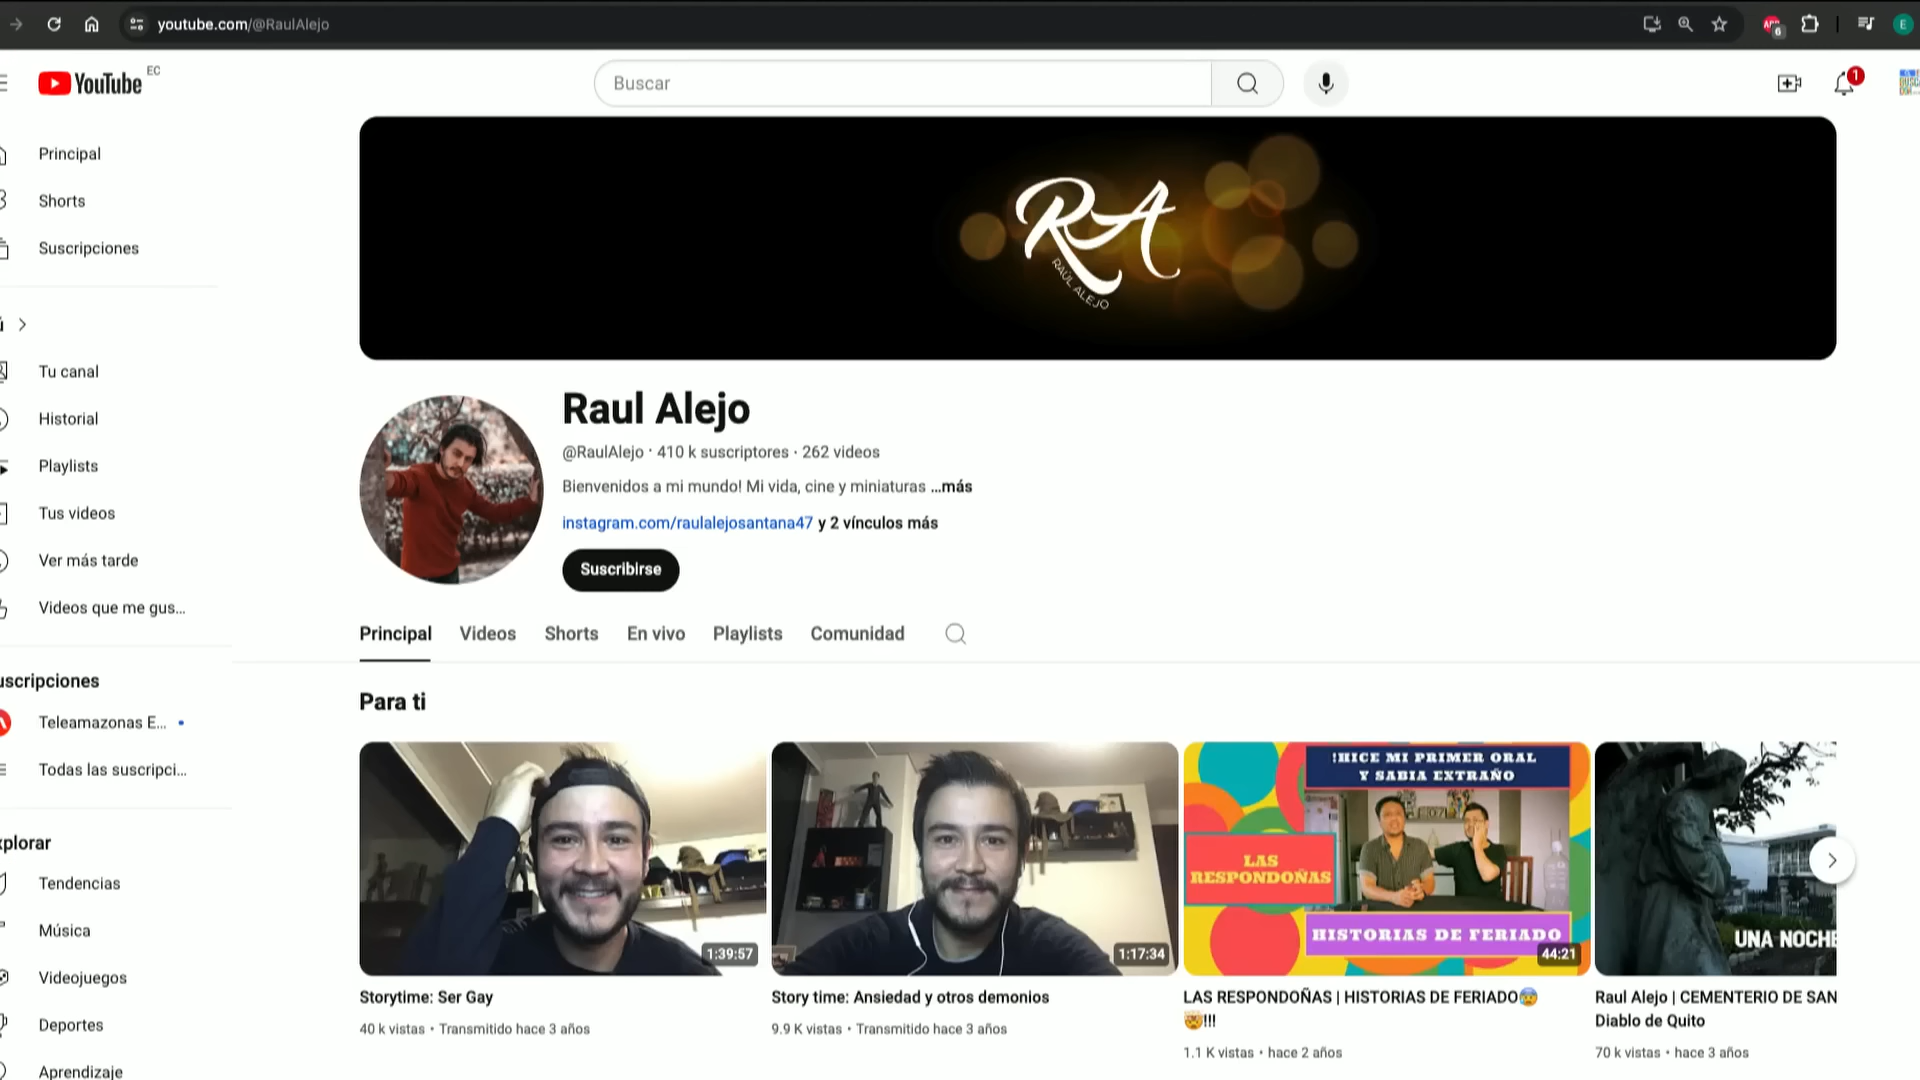 youtube.com/@RaulAlejo
ABP
6
E
YouTube
EC
Buscar
1
Principal
Shorts
Suscripciones
Tu canal
Historial
Playlists
Tus videos
Ver más tarde
Videos que me gus...
uscripciones
Teleamazonas E...
Todas las suscripci...
xplorar
Tendencias
Música
Videojuegos
Deportes
Aprendizaje
RA
RAÚL ALEJO
Raul Alejo
@RaulAlejo · 410 k suscriptores · 262 videos
Bienvenidos a mi mundo! Mi vida, cine y miniaturas ...más
instagram.com/raulalejosantana47 y 2 vínculos más
Suscribirse
Principal Videos Shorts En vivo Playlists Comunidad
Para ti
1:39:57
Storytime: Ser Gay
40 k vistas • Transmitido hace 3 años
1:17:34
Story time: Ansiedad y otros demonios
9.9 K vistas • Transmitido hace 3 años
!HICE MI PRIMER ORAL
Y SABIA EXTRAÑO
LAS
RESPONDOÑAS
HISTORIAS DE FERIADO
44:21
LAS RESPONDOÑAS | HISTORIAS DE FERIADO😰
🤯!!!
1.1 K vistas • hace 2 años
UNA NOCHE
Raul Alejo | CEMENTERIO DE SAN
Diablo de Quito
70 k vistas • hace 3 años